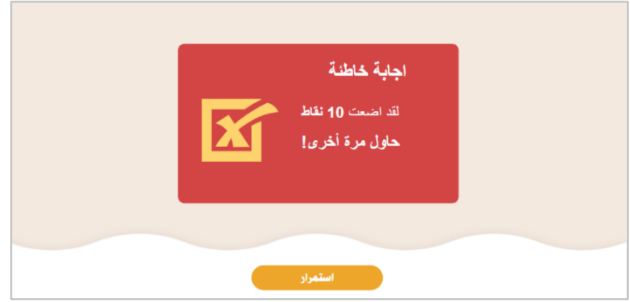 اجابة خاطئة
لقد اضعت 10 نقاط
حاول مرة أخرى!
استمرار